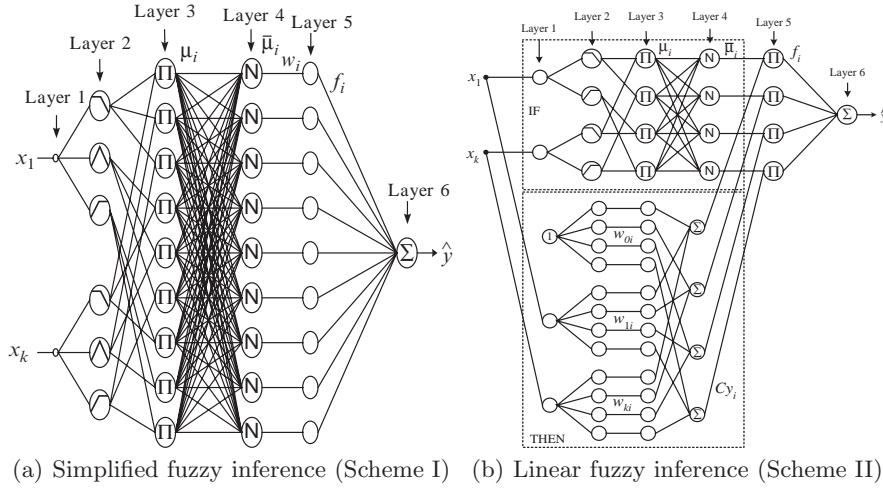 Layer 3
Layer 4
Layer 5
Layer 2
Layer 1
Layer 6
μᵢ
μ̄ᵢ
wᵢ
fᵢ
x₁
xₖ
Π
Π
Π
Π
Π
Π
Π
Π
Π
N
N
N
N
N
N
N
N
N
Σ
ŷ
(a) Simplified fuzzy inference (Scheme I)
Layer 1
Layer 2
Layer 3
Layer 4
Layer 5
Layer 6
μᵢ
μ̄ᵢ
fᵢ
x₁
xₖ
Π
Π
Π
Π
N
N
N
N
Π
Π
Π
Π
Σ
ŷ
IF
1
w₀ᵢ
w₁ᵢ
wₖᵢ
Σ
Σ
Σ
Σ
Cyᵢ
THEN
(b) Linear fuzzy inference (Scheme II)